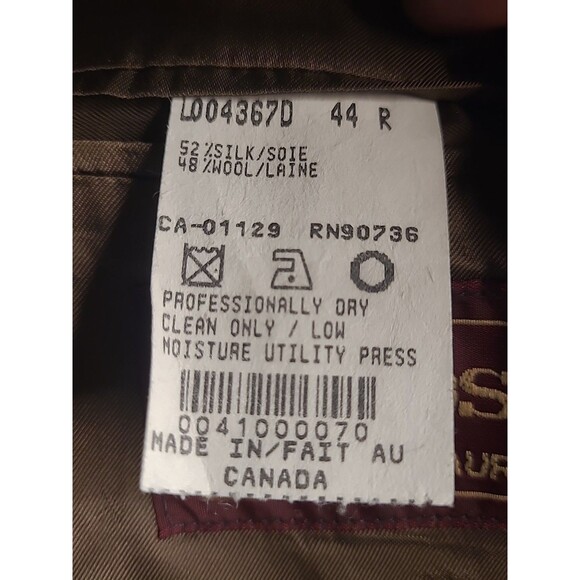 L004367D 44 R
52%SILK/SOIE
48%WOOL/LAINE
CA-01129 RN90736
PROFESSIONALLY DRY
CLEAN ONLY / LOW
MOISTURE UTILITY PRESS
0041000070
MADE IN/FAIT AU
CANADA